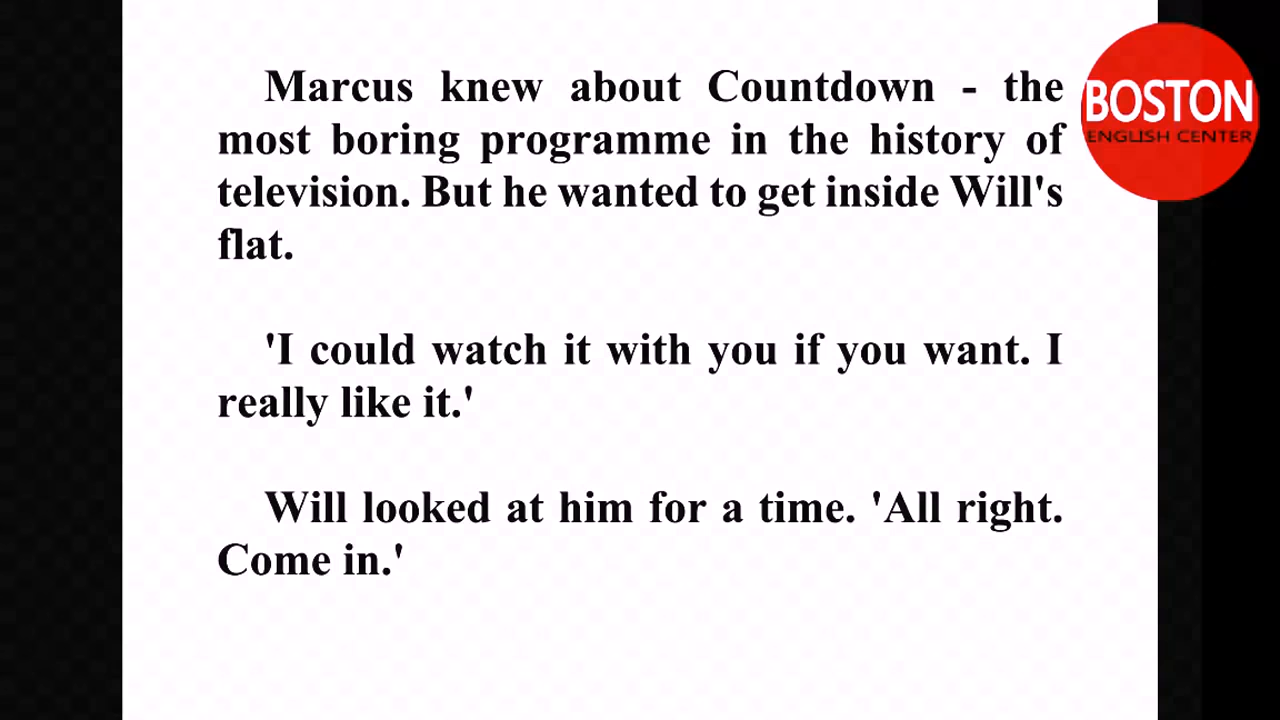 Marcus knew about Countdown - the
most boring programme in the history of
television. But he wanted to get inside Will's
flat.
'I could watch it with you if you want. I
really like it.'
Will looked at him for a time. 'All right.
Come in.'
BOSTON
ENGLISH CENTER